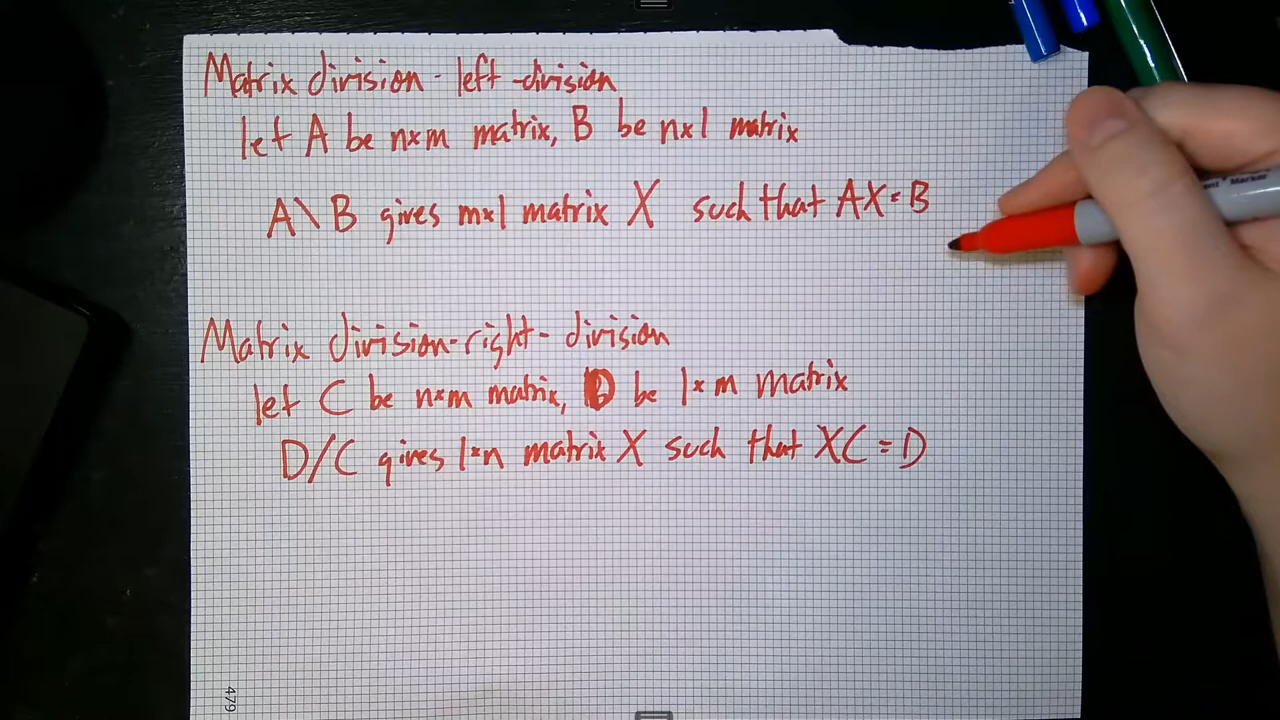 Matrix division - left-division
let A be n×m matrix, B be n×1 matrix
A\B gives m×1 matrix X such that AX=B
Matrix division-right-division
let C be n×m matrix, D be 1×m matrix
D/C gives 1×n matrix X such that XC=D
479
Marker